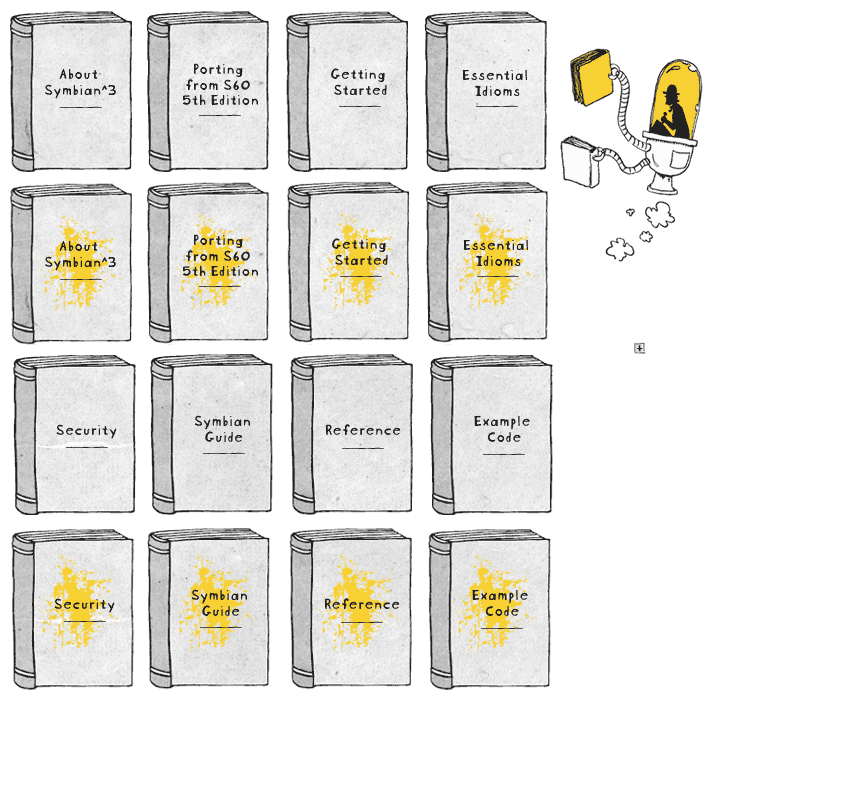 About
Symbian^3
Porting
from S60
5th Edition
Getting
Started
Essential
Idioms
About
Symbian^3
Porting
from S60
5th Edition
Getting
Started
Essential
Idioms
Security
Symbian
Guide
Reference
Example
Code
Security
Symbian
Guide
Reference
Example
Code